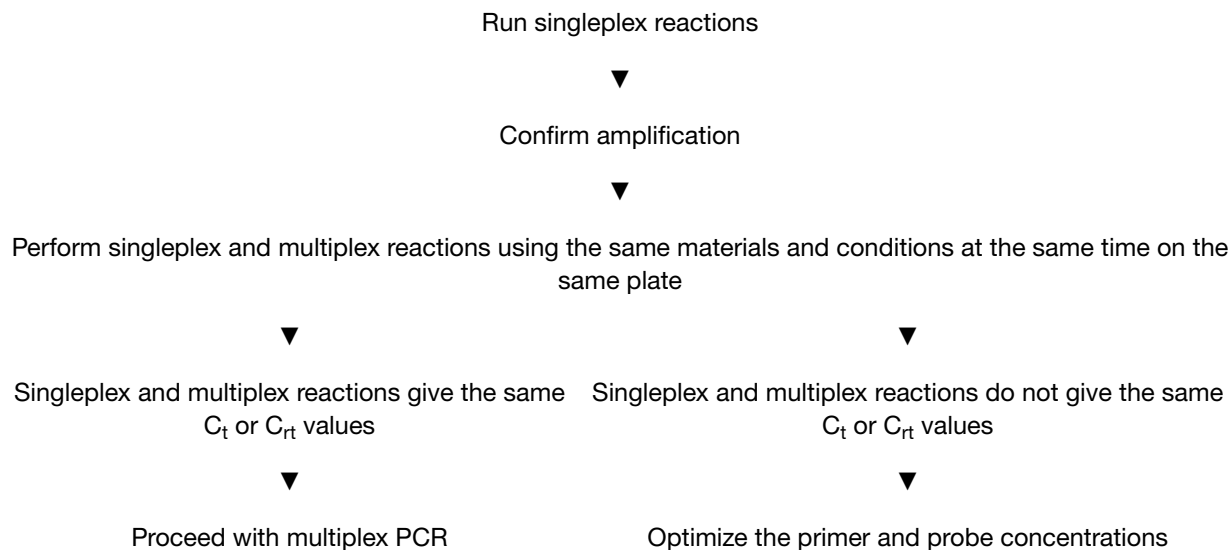 Run singleplex reactions
▼
Confirm amplification
▼
Perform singleplex and multiplex reactions using the same materials and conditions at the same time on the
same plate
▼
▼
Singleplex and multiplex reactions give the same
Ct or Crt values
Singleplex and multiplex reactions do not give the same
Ct or Crt values
▼
▼
Proceed with multiplex PCR
Optimize the primer and probe concentrations